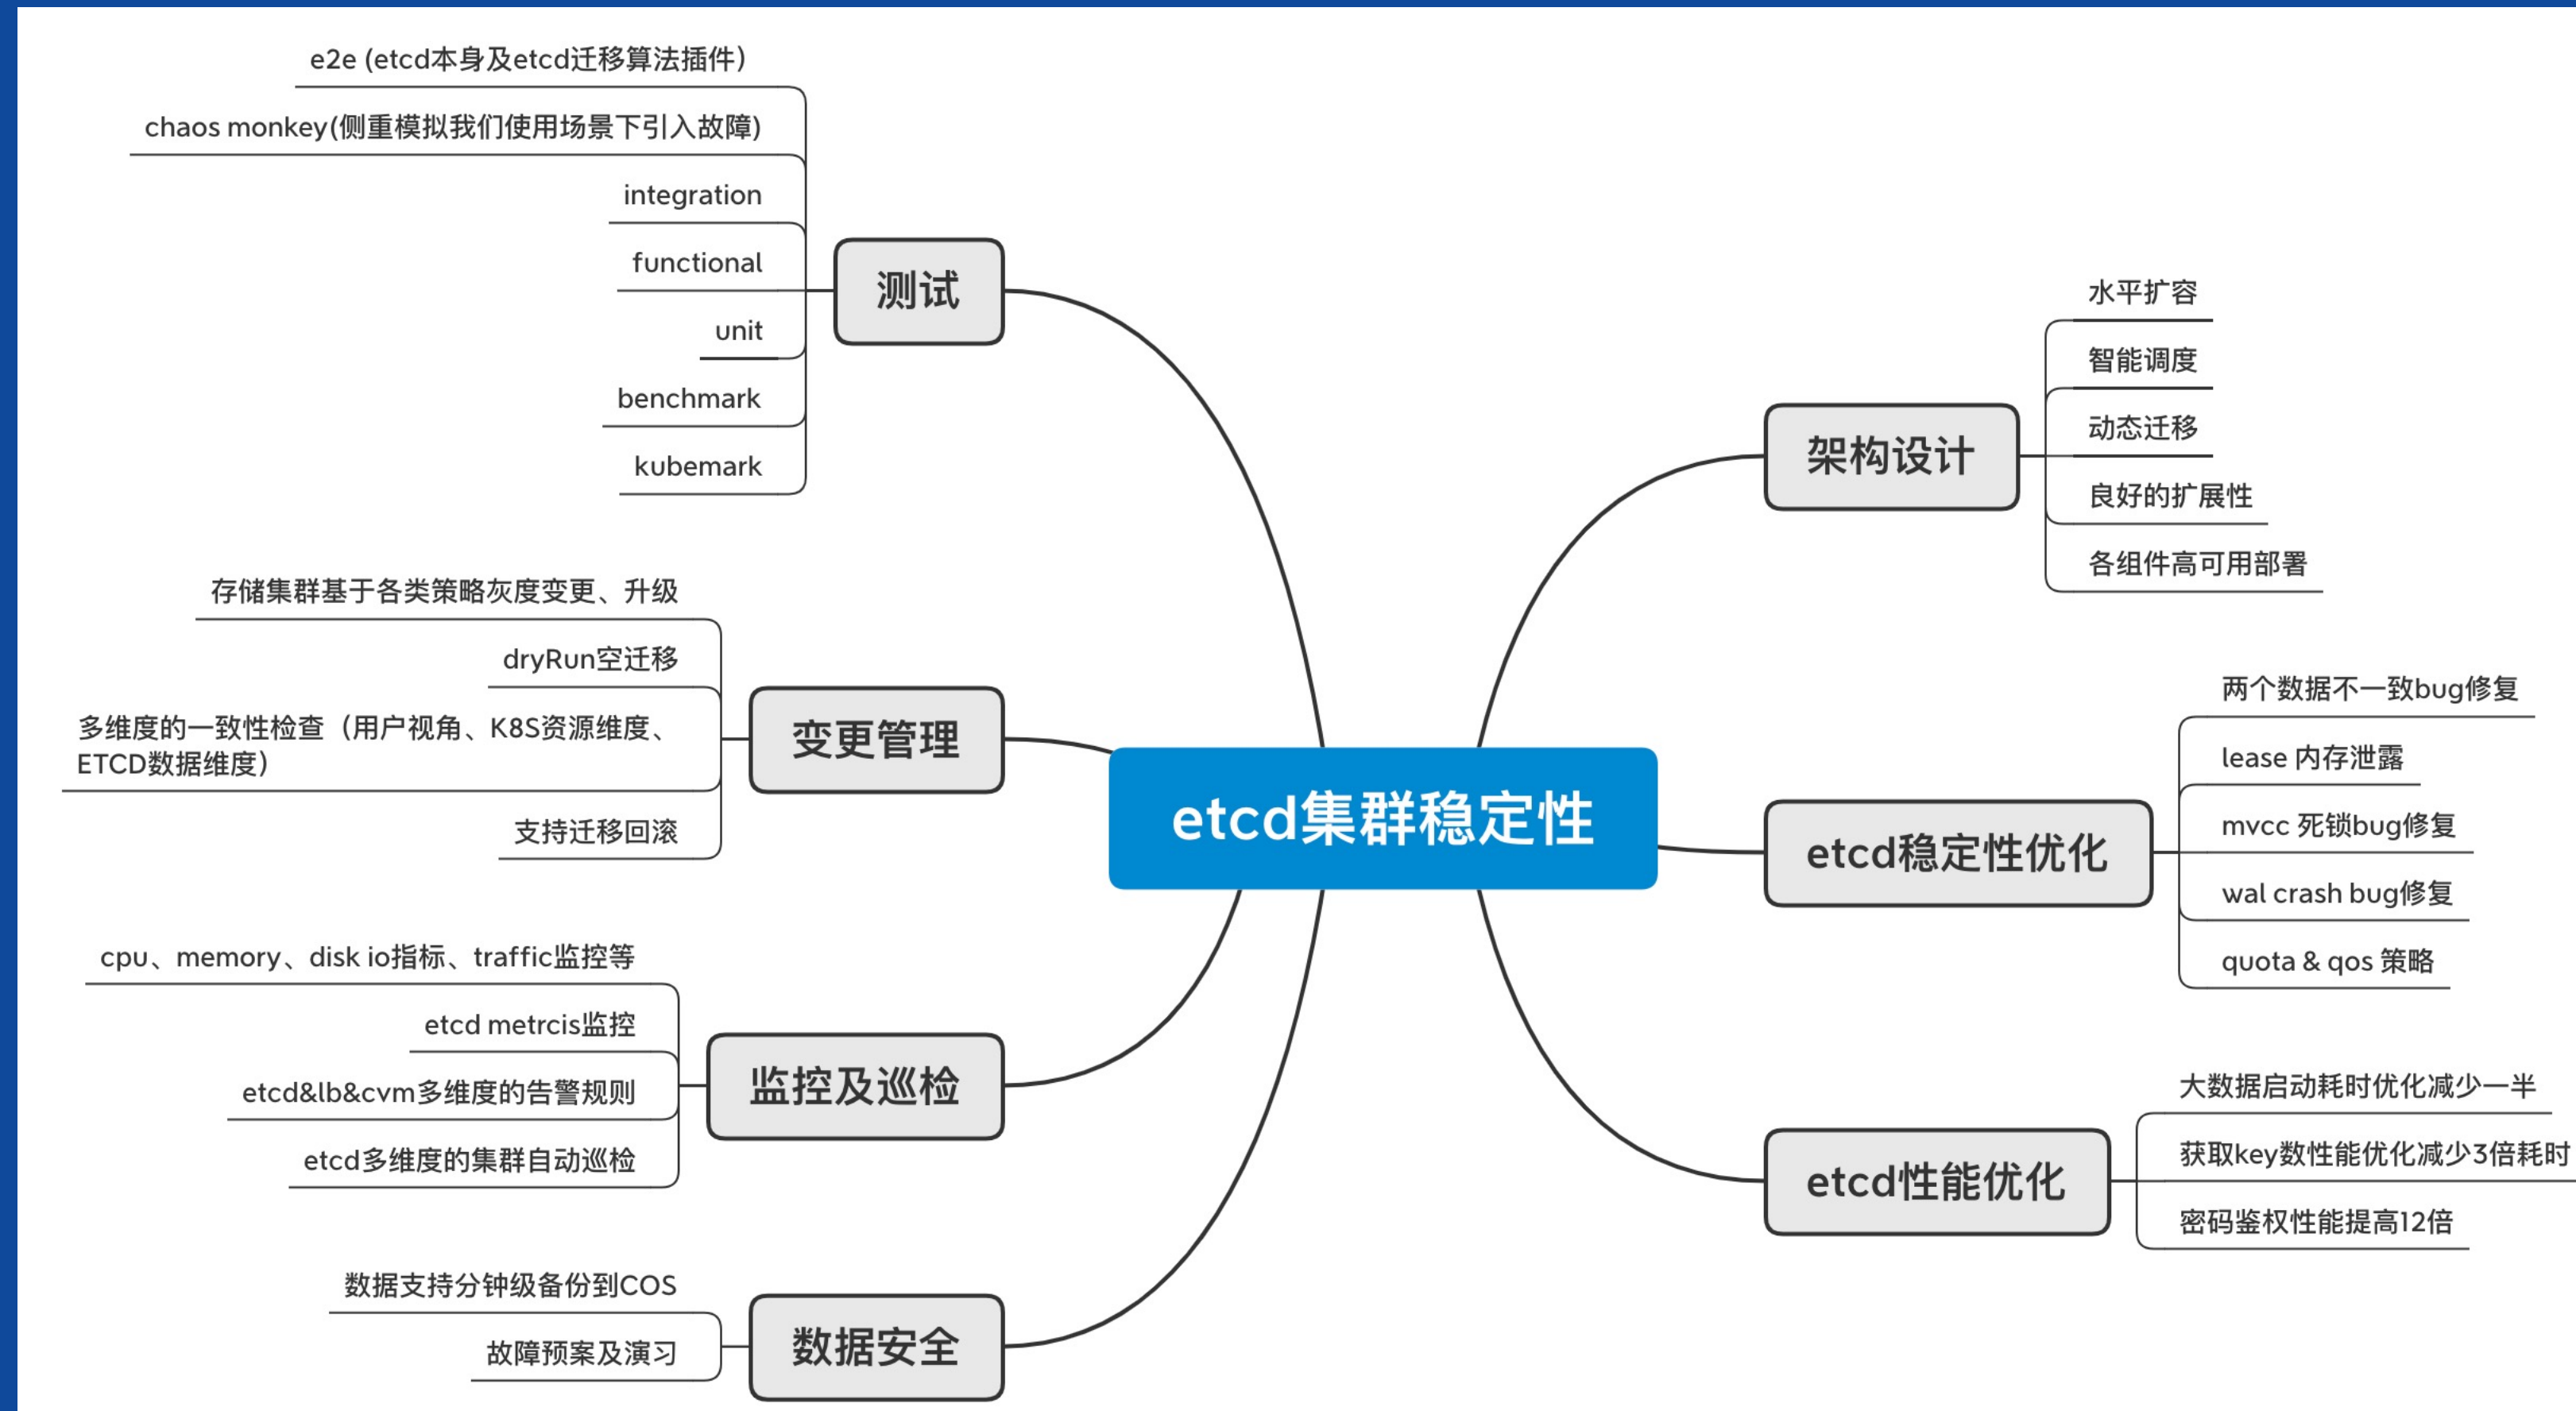 e2e (etcd本身及etcd迁移算法插件)
chaos monkey(侧重模拟我们使用场景下引入故障)
integration
functional
unit
benchmark
kubemark
测试
存储集群基于各类策略灰度变更、升级
dryRun空迁移
多维度的一致性检查（用户视角、K8S资源维度、
ETCD数据维度）
支持迁移回滚
变更管理
cpu、memory、disk io指标、traffic监控等
etcd metrcis监控
etcd&lb&cvm多维度的告警规则
etcd多维度的集群自动巡检
监控及巡检
数据支持分钟级备份到COS
故障预案及演习
数据安全
etcd集群稳定性
架构设计
水平扩容
智能调度
动态迁移
良好的扩展性
各组件高可用部署
etcd稳定性优化
两个数据不一致bug修复
lease 内存泄露
mvcc 死锁bug修复
wal crash bug修复
quota & qos 策略
etcd性能优化
大数据启动耗时优化减少一半
获取key数性能优化减少3倍耗时
密码鉴权性能提高12倍